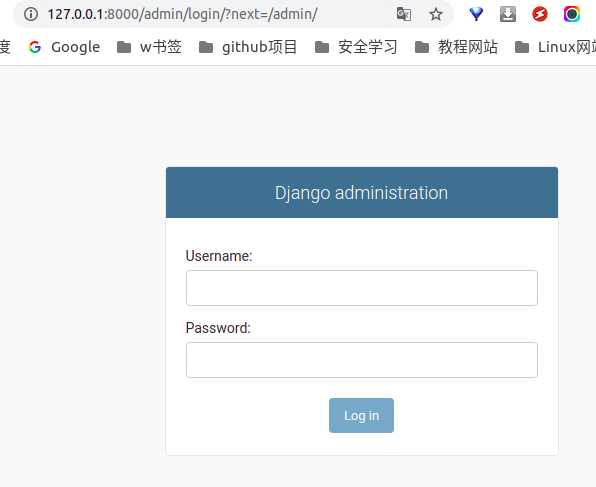 127.0.0.1:8000/admin/login/?next=/admin/
度 Google w书签 github项目 安全学习 教程网站 Linux网站
Django administration
Username:
Password:
Log in